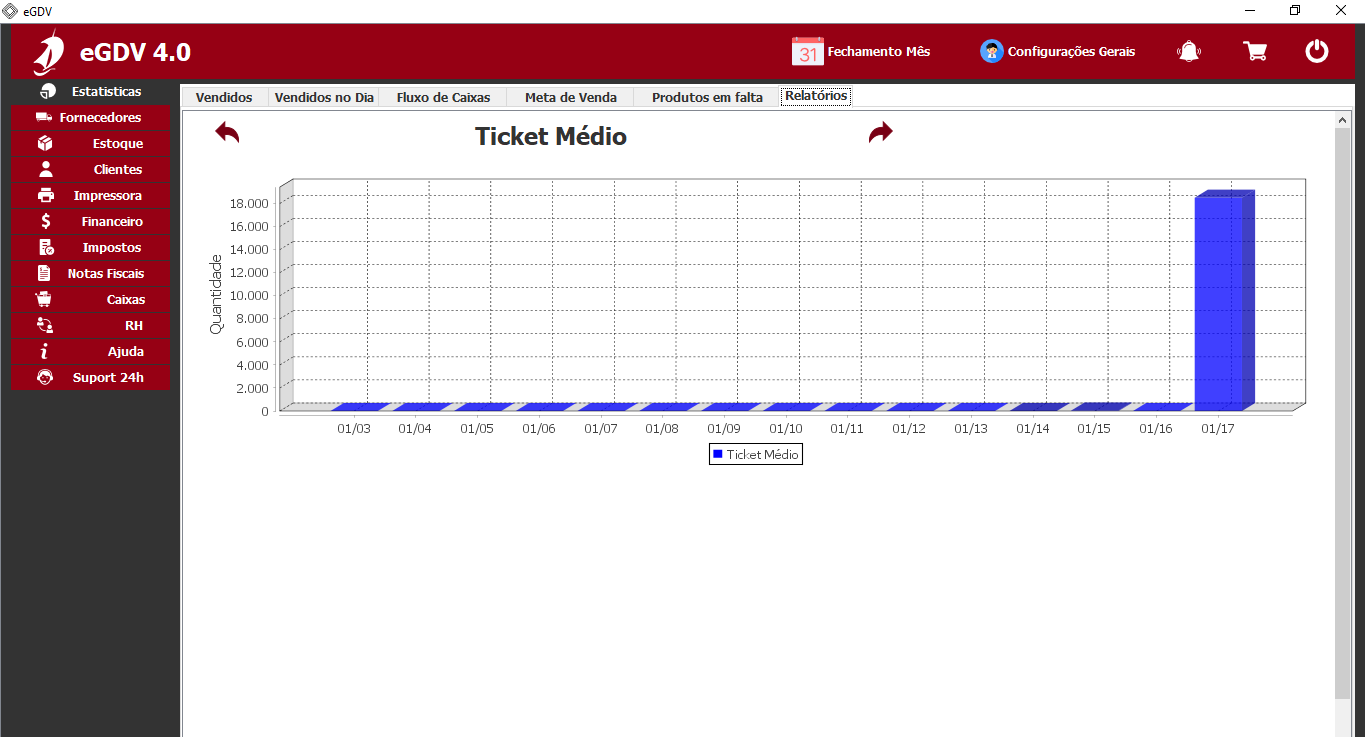 eGDV
eGDV 4.0
31 Fechamento Mês
Configurações Gerais
Estatisticas
Fornecedores
Estoque
Clientes
Impressora
Financeiro
Impostos
Notas Fiscais
Caixas
RH
Ajuda
Suport 24h
Vendidos Vendidos no Dia Fluxo de Caixas Meta de Venda Produtos em falta Relatórios
Ticket Médio
Quantidade
18.000
16.000
14.000
12.000
10.000
8.000
6.000
4.000
2.000
0
01/03 01/04 01/05 01/06 01/07 01/08 01/09 01/10 01/11 01/12 01/13 01/14 01/15 01/16 01/17
Ticket Médio